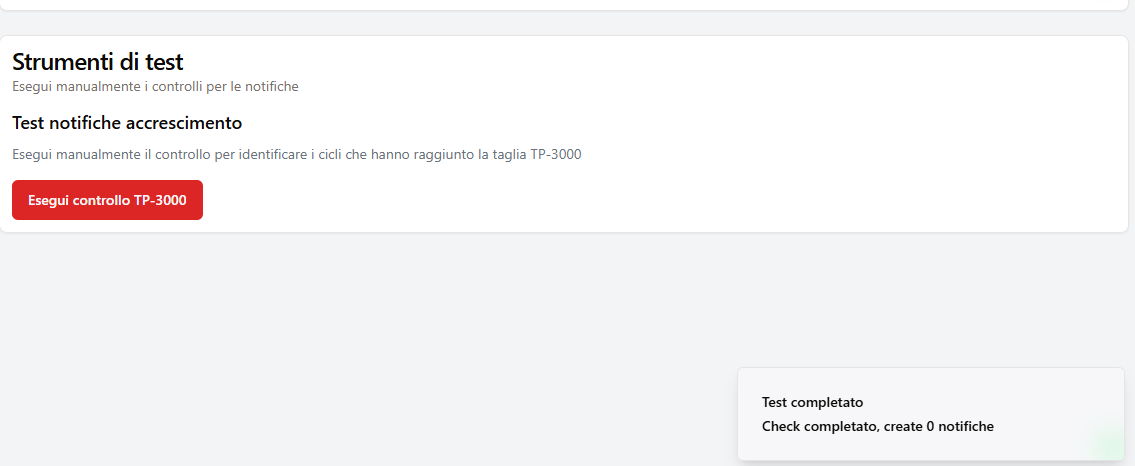 Strumenti di test
Esegui manualmente i controlli per le notifiche
Test notifiche accrescimento
Esegui manualmente il controllo per identificare i cicli che hanno raggiunto la taglia TP-3000
Esegui controllo TP-3000
Test completato
Check completato, create 0 notifiche